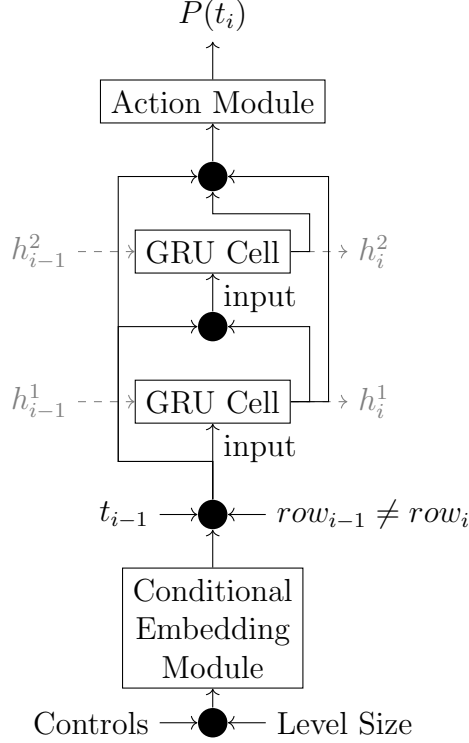 P(t_i)
Action Module
h^2_{i-1} GRU Cell h^2_i
input
h^1_{i-1} GRU Cell h^1_i
input
t_{i-1} row_{i-1} ≠ row_i
Conditional
Embedding
Module
Controls Level Size